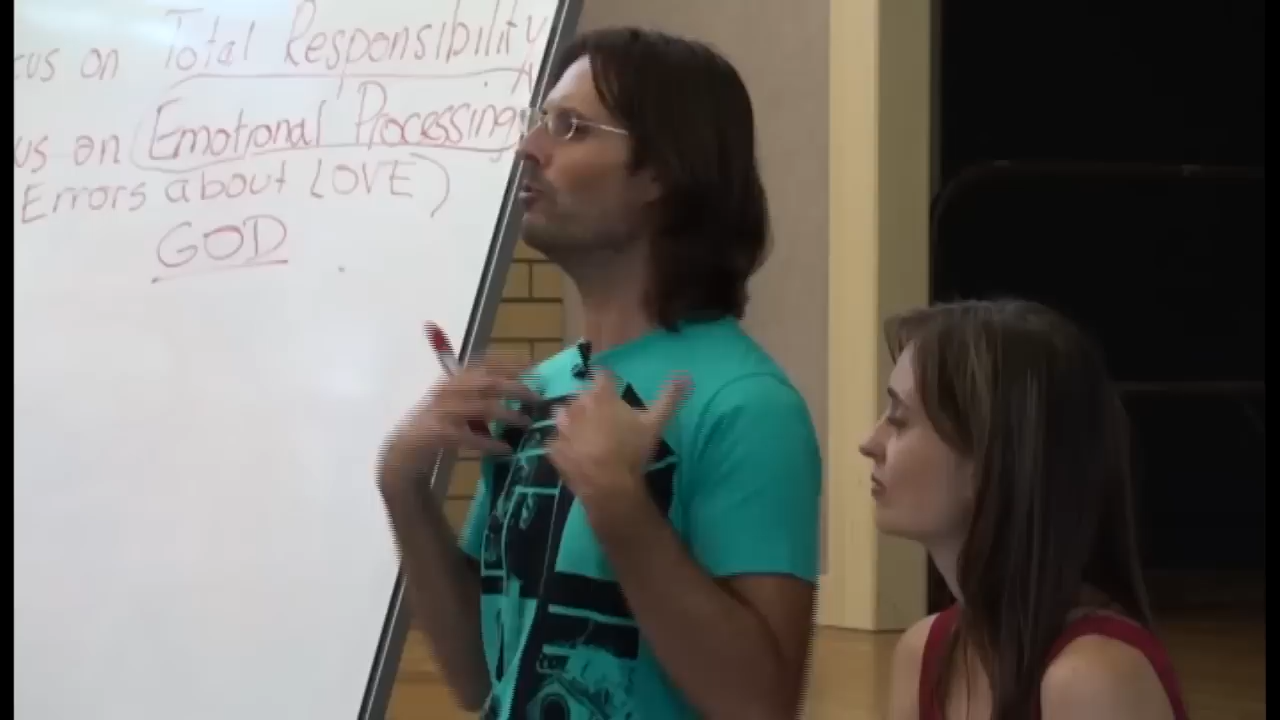 cus on Total Responsibility
us on Emotional Processing
Errors about LOVE)
GOD